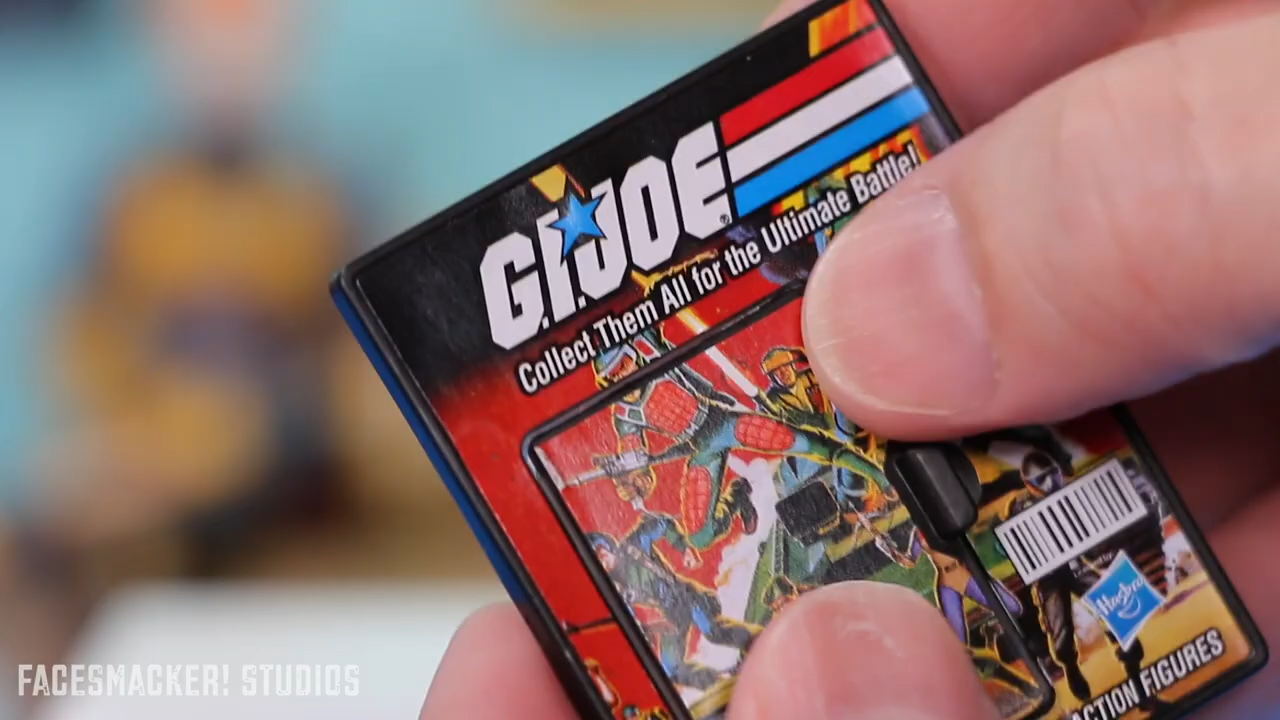 G.I.JOE
®
Collect Them All for the Ultimate Battle!
Hasbro
ACTION FIGURES
FACESMACKER! STUDIOS